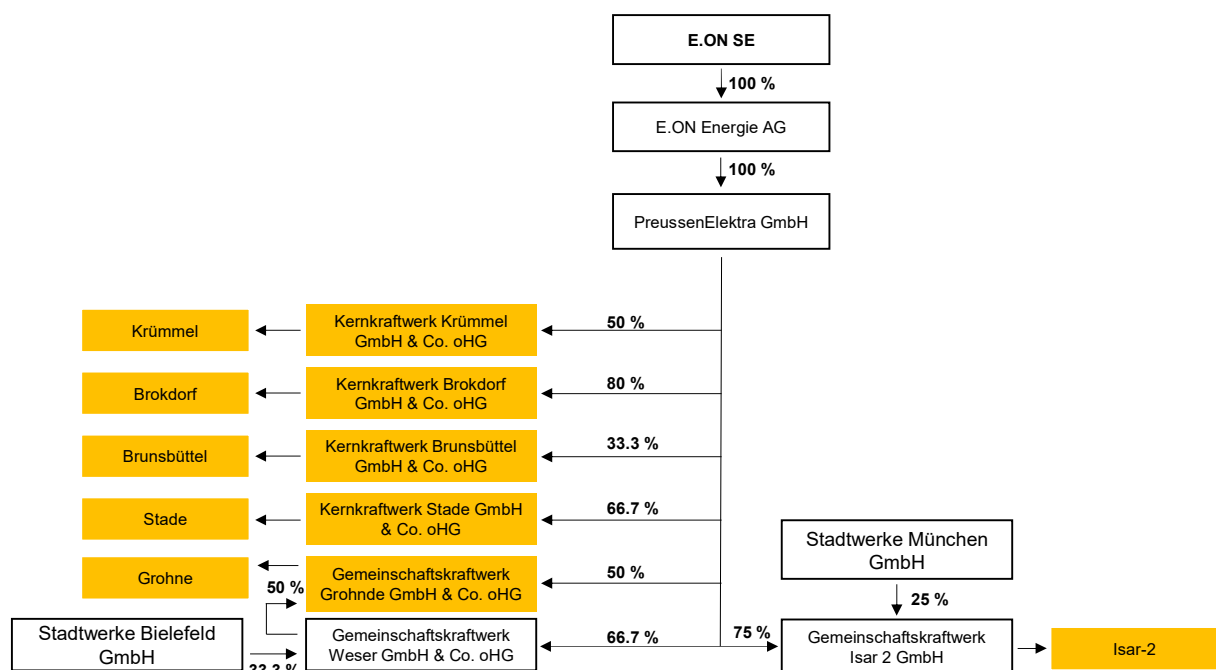 E.ON SE
100 %
E.ON Energie AG
100 %
PreussenElektra GmbH
Krümmel
Kernkraftwerk Krümmel
GmbH & Co. oHG
50 %
Brokdorf
Kernkraftwerk Brokdorf
GmbH & Co. oHG
80 %
Brunsbüttel
Kernkraftwerk Brunsbüttel
GmbH & Co. oHG
33.3 %
Stade
Kernkraftwerk Stade GmbH
& Co. oHG
66.7 %
Stadtwerke München
GmbH
Grohne
50 %
Gemeinschaftskraftwerk
Grohnde GmbH & Co. oHG
50 %
25 %
Stadtwerke Bielefeld
GmbH
33.3 %
Gemeinschaftskraftwerk
Weser GmbH & Co. oHG
66.7 %
75 %
Gemeinschaftskraftwerk
Isar 2 GmbH
Isar-2